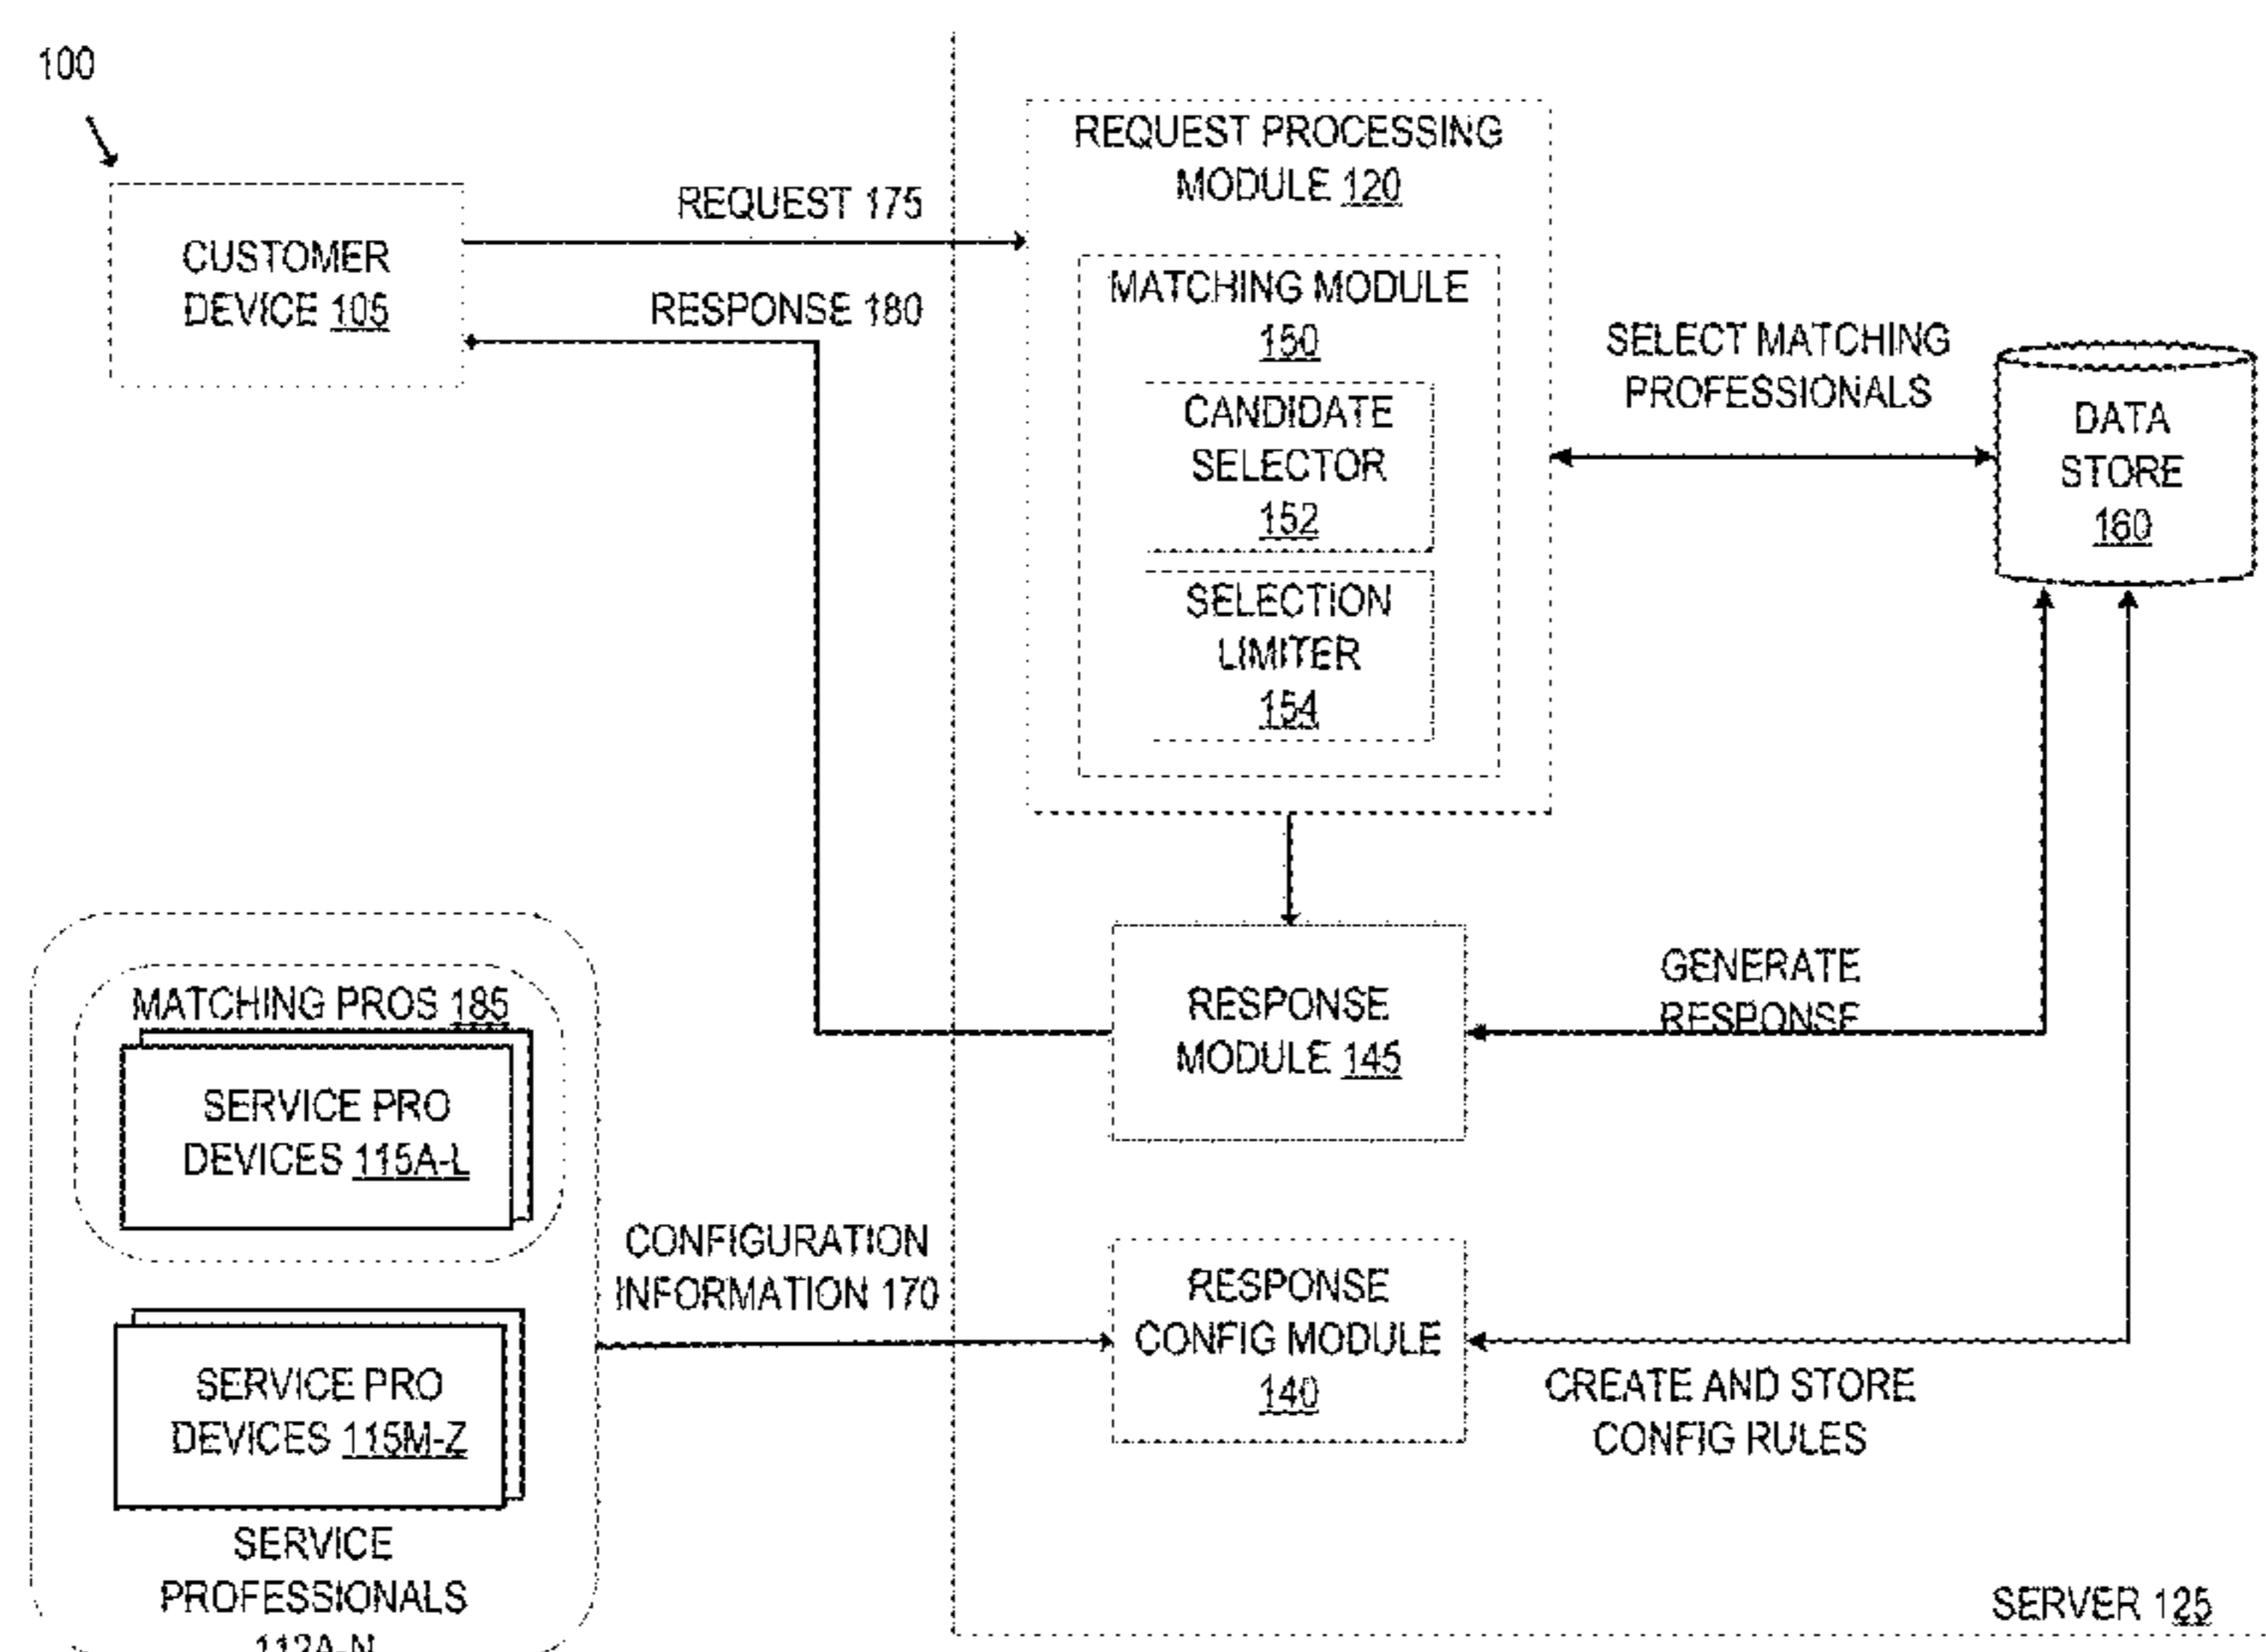 100
CUSTOMER
DEVICE 105
REQUEST 175
RESPONSE 180
REQUEST PROCESSING
MODULE 120
MATCHING MODULE
150
CANDIDATE
SELECTOR
152
SELECTION
LIMITER
154
SELECT MATCHING
PROFESSIONALS
DATA
STORE
160
MATCHING PROS 185
SERVICE PRO
DEVICES 115A-L
SERVICE PRO
DEVICES 115M-Z
SERVICE
PROFESSIONALS
112A-N
CONFIGURATION
INFORMATION 170
RESPONSE
MODULE 145
GENERATE
RESPONSE
RESPONSE
CONFIG MODULE
140
CREATE AND STORE
CONFIG RULES
SERVER 125